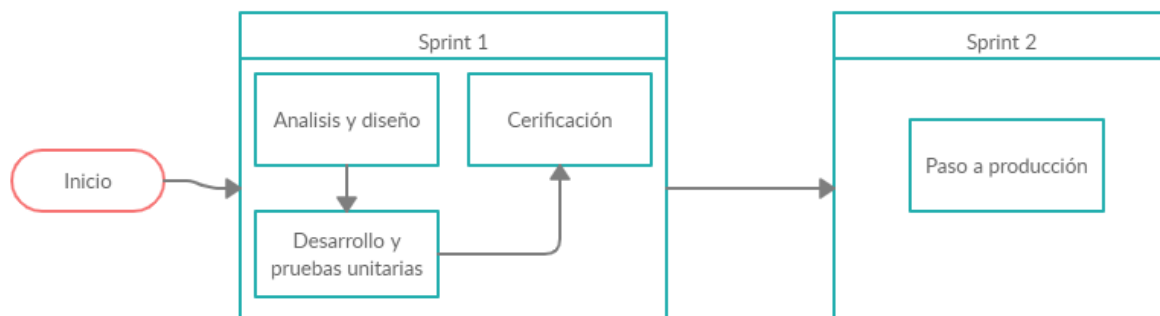 Sprint 1
Sprint 2
Analisis y diseño
Cerificación
Inicio
Paso a producción
Desarrollo y
pruebas unitarias